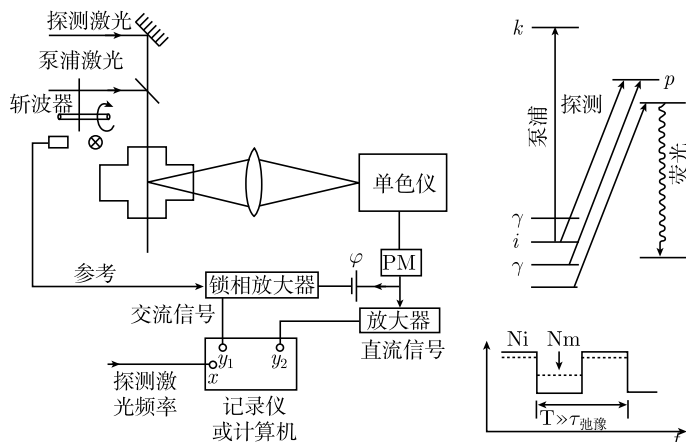 探测激光
泵浦激光
斩波器
参考
锁相放大器
交流信号
单色仪
PM
φ
放大器
直流信号
y1
y2
x
探测激
光频率
记录仪
或计算机
k
p
泵浦
探测
荧光
γ
i
γ
Ni
Nm
T≫τ弛豫
t